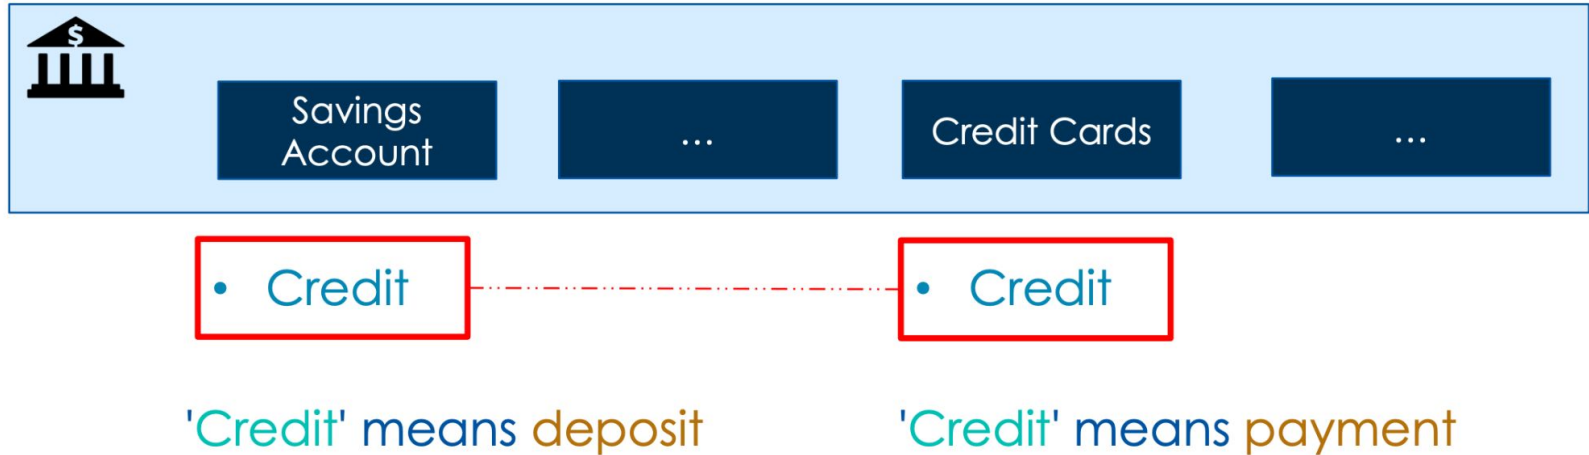 $
Savings
Account
...
Credit Cards
...
• Credit
• Credit
'Credit' means deposit
'Credit' means payment